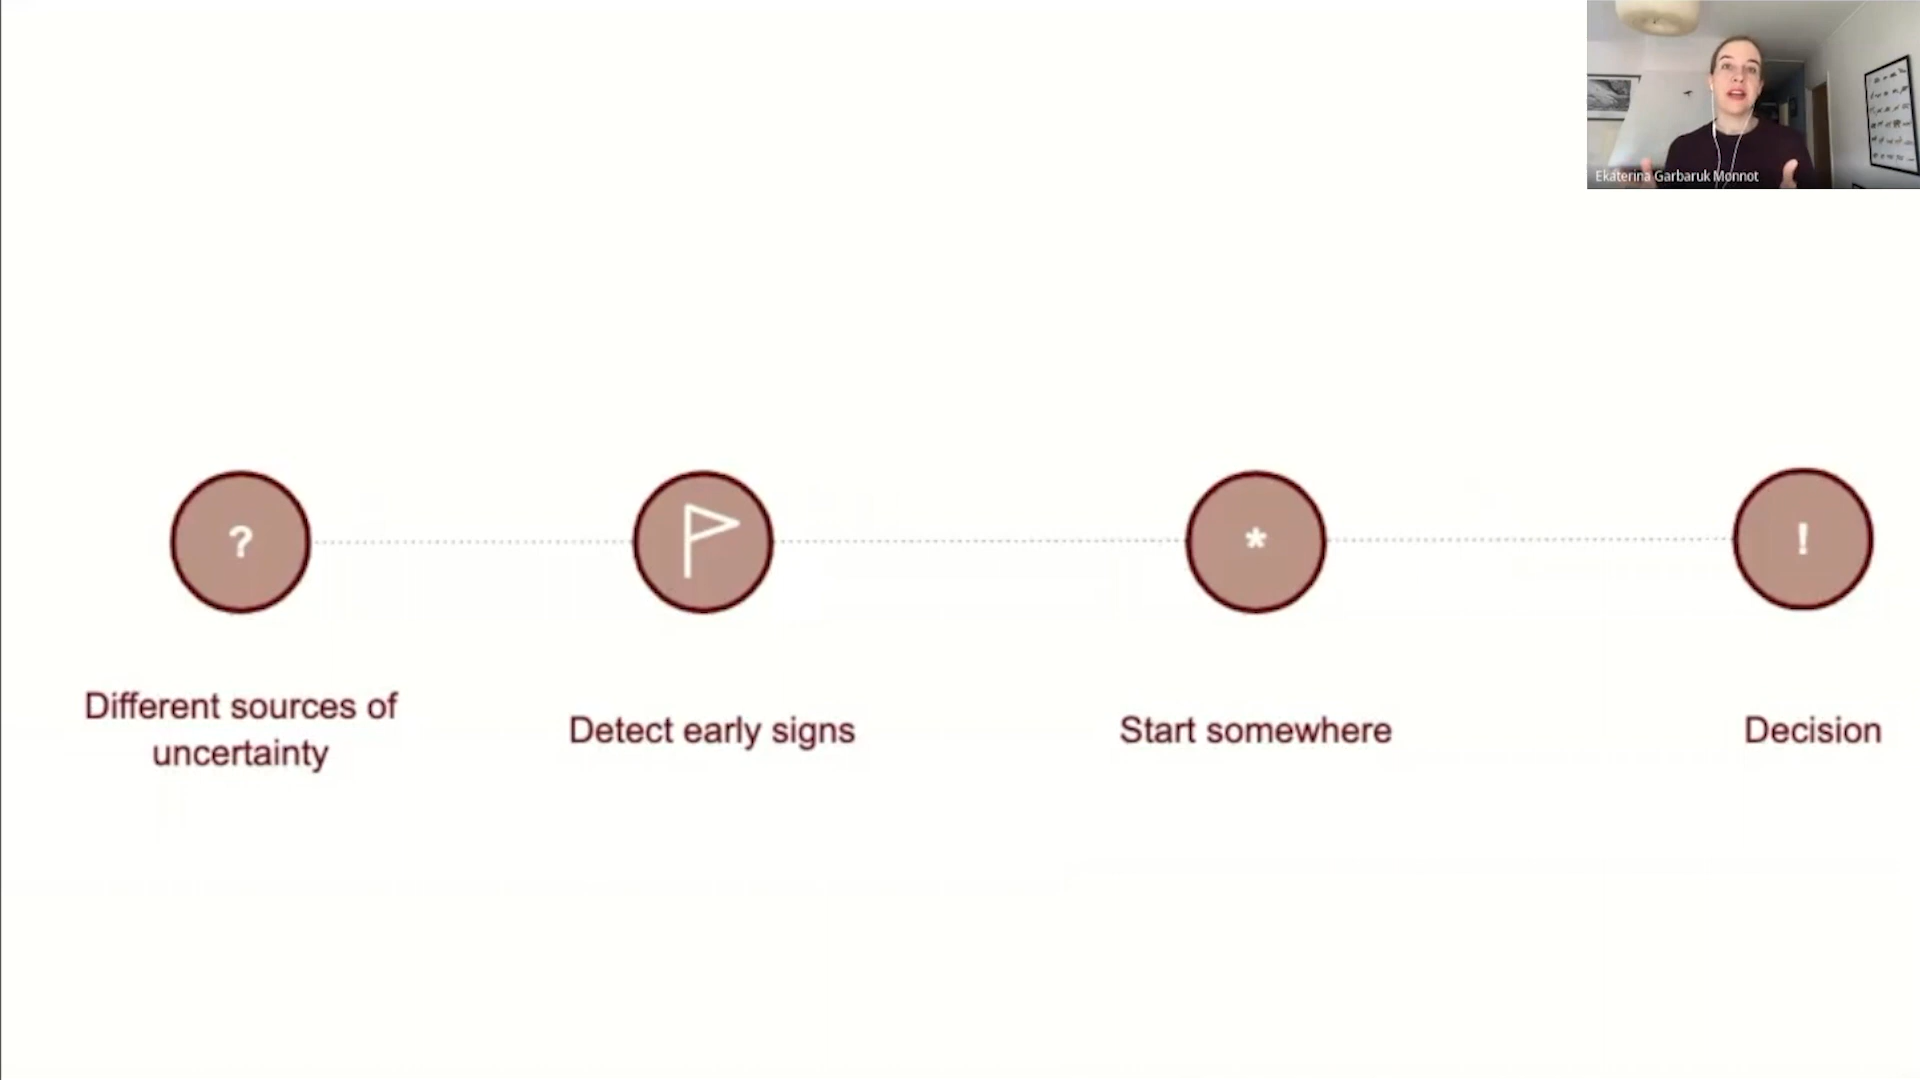 Ekaterina Garbaruk Monnot
?
*
!
Different sources of
uncertainty
Detect early signs
Start somewhere
Decision